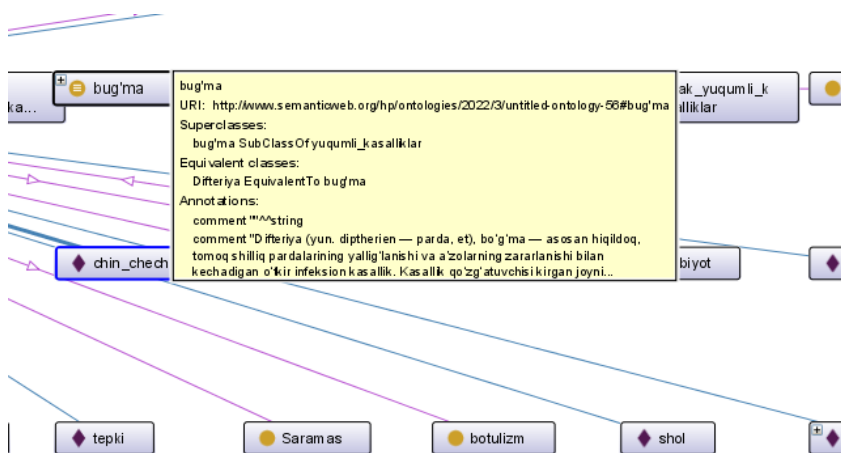 bug'ma
ka...
bug'ma
URI: http://www.semanticweb.org/hp/ontologies/2022/3/untitled-ontology-56#bug'ma
Superclasses:
bug'ma SubClassOf yuqumli_kasalliklar
Equivalent classes:
Difteriya EquivalentTo bug'ma
Annotations:
comment ""^^string
comment "Difteriya (yun. diptherien — parda, et), bo'g'ma — asosan hiqildoq,
tomoq shilliq pardalarining yallig'lanishi va a'zolarning zararlanishi bilan
kechadigan o'tkir infeksion kasallik. Kasallik qo'zg'atuvchisi kirgan joyni...
ak_yuqumli_k
lliklar
chin_chech
biyot
tepki
Saramas
botulizm
shol